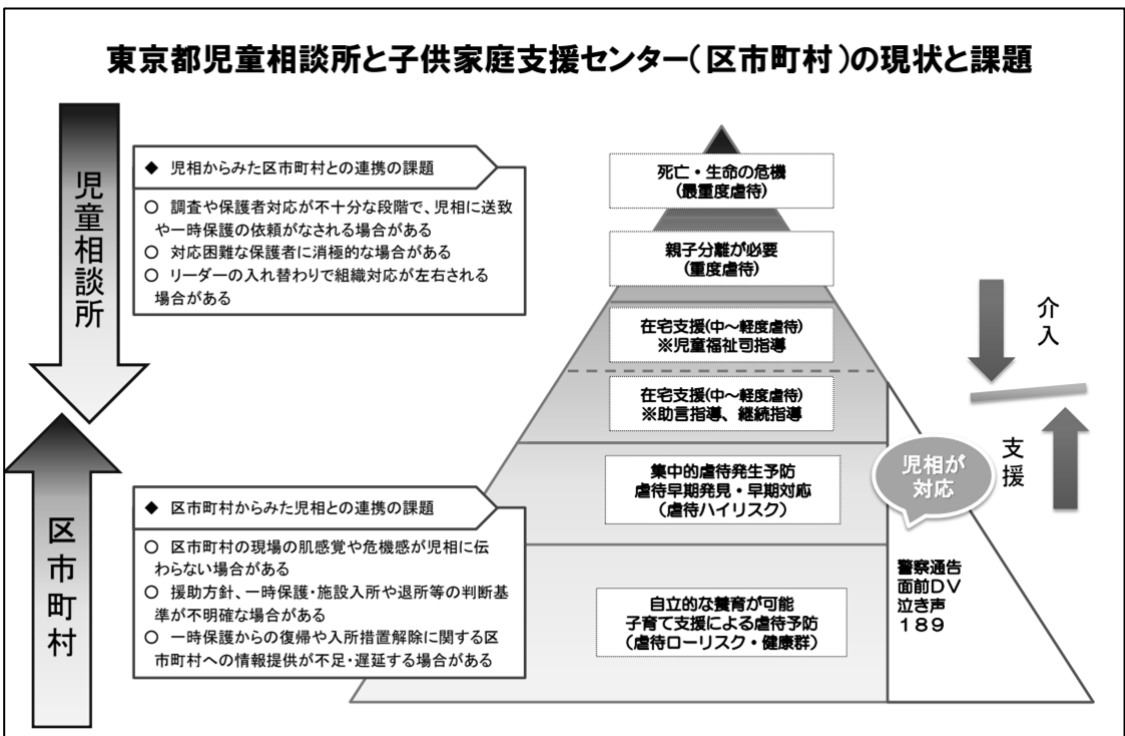 東京都児童相談所と子供家庭支援センター(区市町村)の現状と課題
児童相談所
◆ 児相からみた区市町村との連携の課題
○ 調査や保護者対応が不十分な段階で、児相に送致
や一時保護の依頼がなされる場合がある
○ 対応困難な保護者に消極的な場合がある
○ リーダーの入れ替わりで組織対応が左右される
場合がある
区市町村
◆ 区市町村からみた児相との連携の課題
○ 区市町村の現場の肌感覚や危機感が児相に伝
わらない場合がある
○ 援助方針、一時保護・施設入所や退所等の判断基
準が不明確な場合がある
○ 一時保護からの復帰や入所措置解除に関する区
市町村への情報提供が不足・遅延する場合がある
死亡・生命の危機
(最重度虐待)
親子分離が必要
(重度虐待)
在宅支援(中～軽度虐待)
※児童福祉司指導
在宅支援(中～軽度虐待)
※助言指導、継続指導
集中的虐待発生予防
虐待早期発見・早期対応
(虐待ハイリスク)
自立的な養育が可能
子育て支援による虐待予防
(虐待ローリスク・健康群)
介入
支援
児相が
対応
警察通告
面前DV
泣き声
189